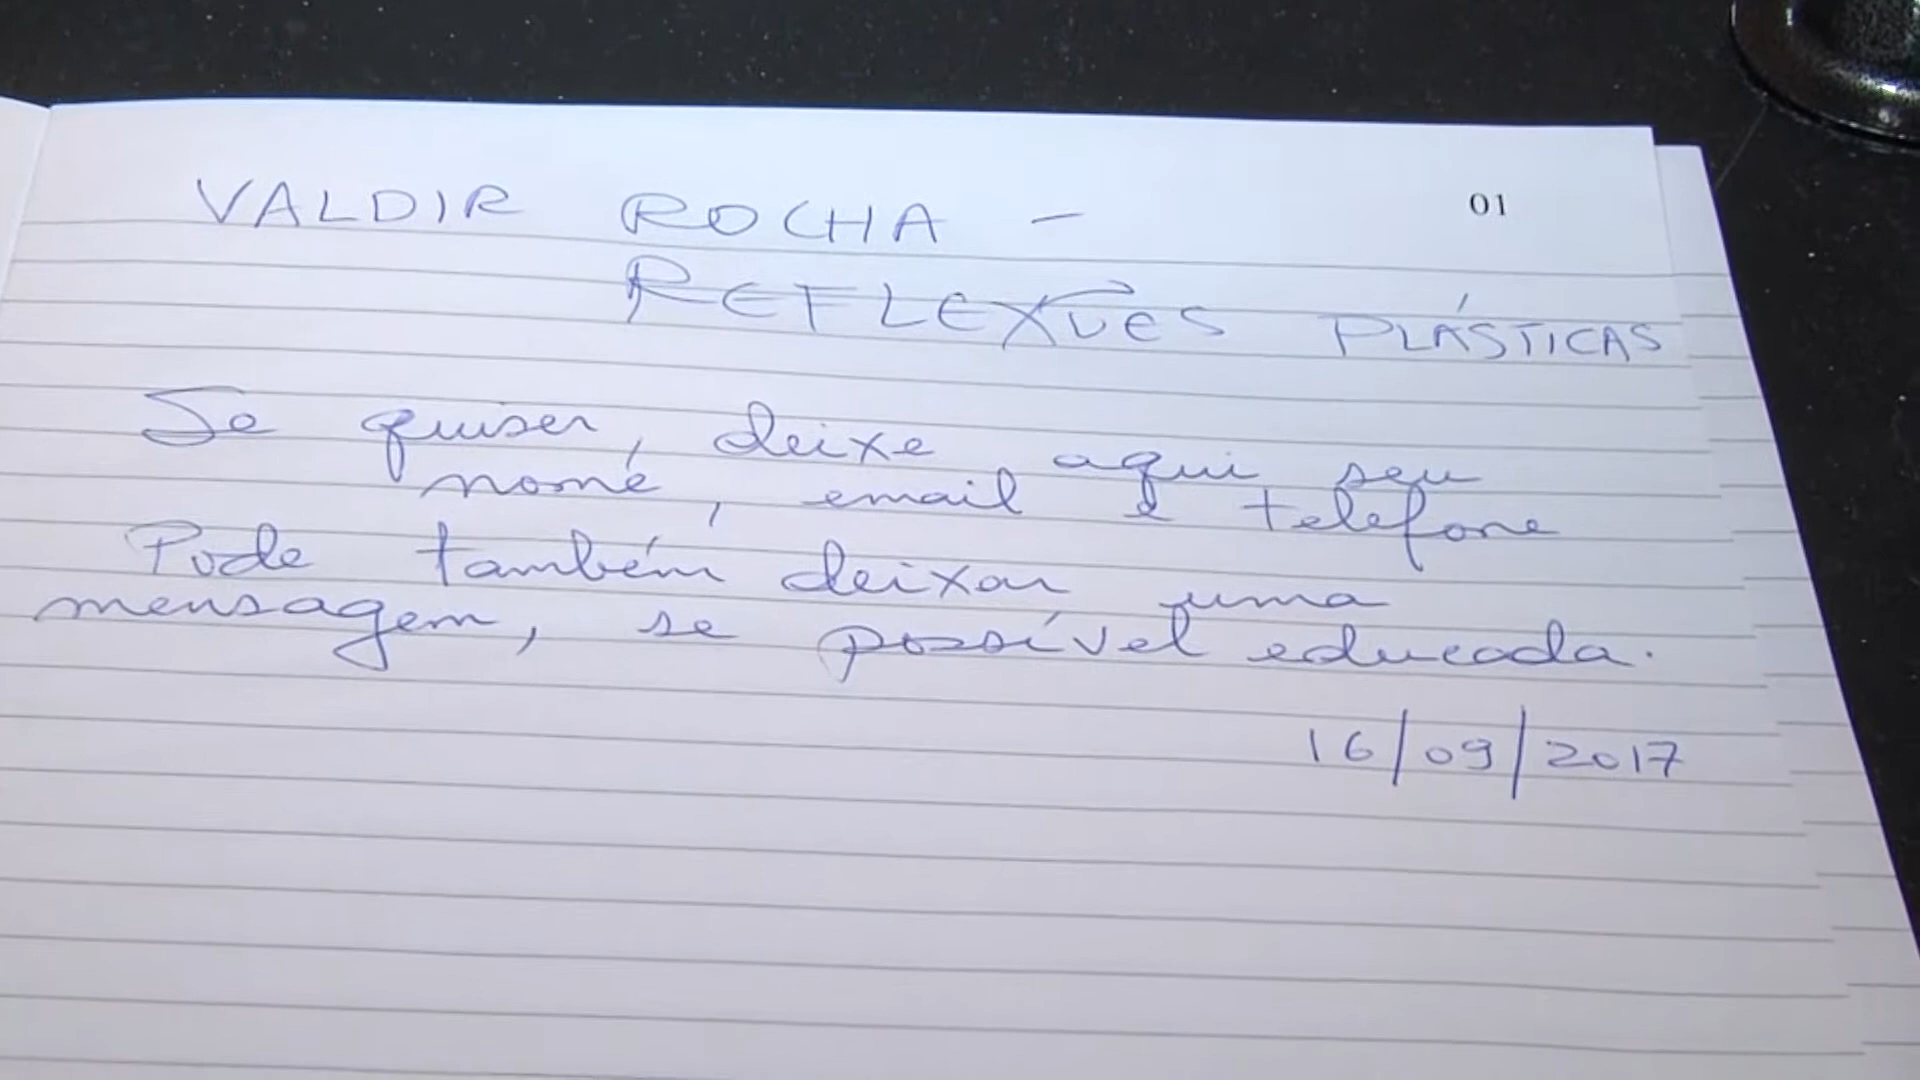 VALDIR ROCHA -
01
REFLEXÕES PLÁSTICAS
Se quiser, deixe aqui seu
nome, email e telefone
Pode também deixar uma
mensagem, se possível educada.
16/09/2017